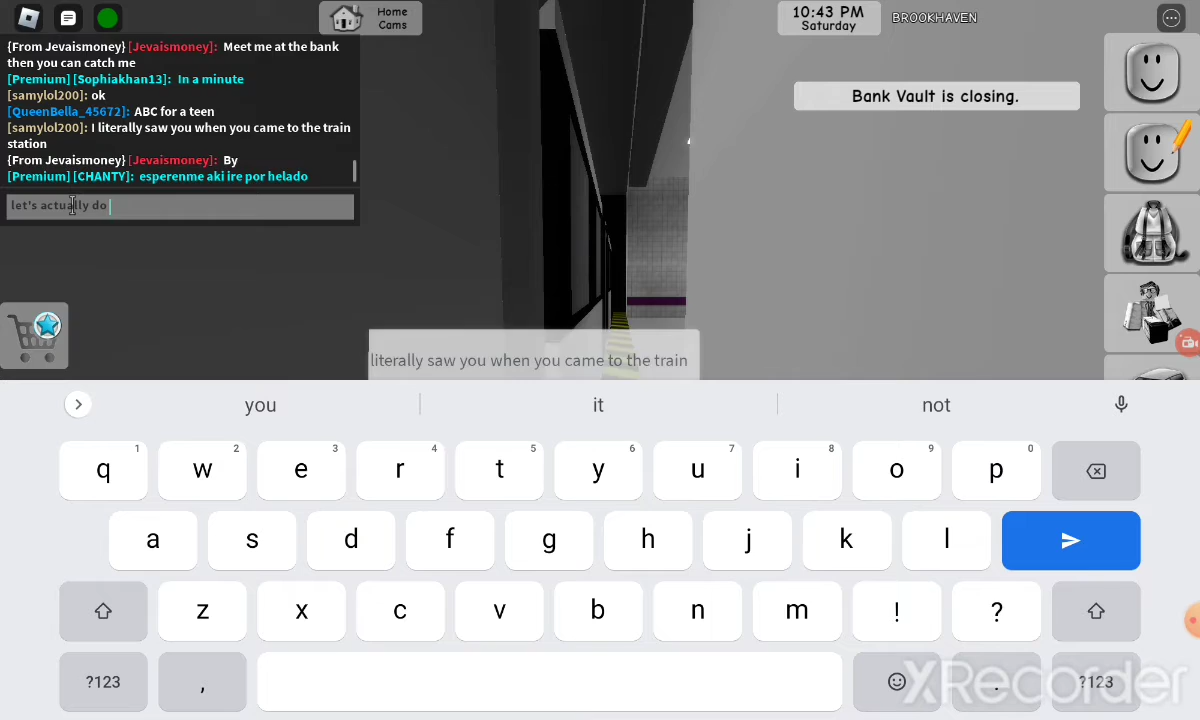 Home
Cams
10:43 PM
Saturday
BROOKHAVEN
{From Jevaismoney} [Jevaismoney]: Meet me at the bank
then you can catch me
[Premium] [Sophiakhan13]: In a minute
[samylol200]: ok
[QueenBella_45672]: ABC for a teen
[samylol200]: I literally saw you when you came to the train
station
{From Jevaismoney} [Jevaismoney]: By
[Premium] [CHANTY]: esperenme aki ire por helado
let's actually do
Bank Vault is closing.
literally saw you when you came to the train
you it not
1 2 3 4 5 6 7 8 9 0
q w e r t y u i o p
a s d f g h j k l
z x c v b n m ! ?
?123 , . ?123
XRecorder